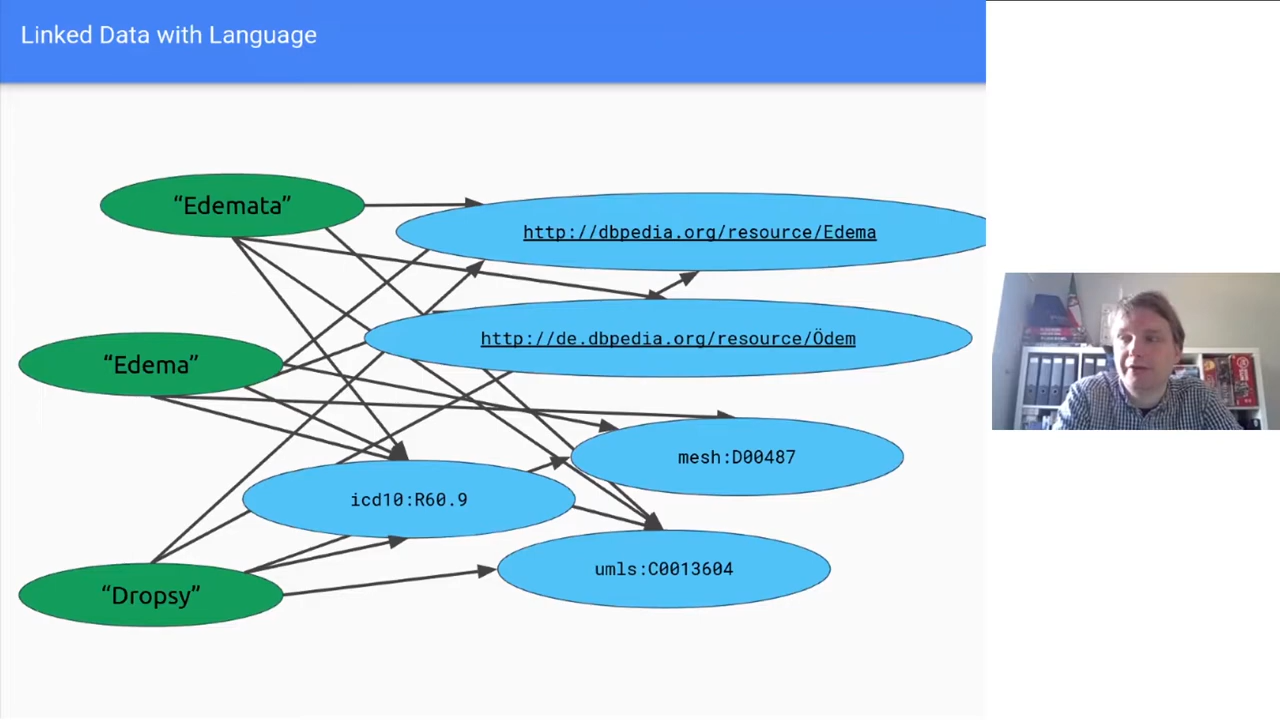 Linked Data with Language
“Edemata”
http://dbpedia.org/resource/Edema
http://de.dbpedia.org/resource/Ödem
“Edema”
mesh:D00487
icd10:R60.9
umls:C0013604
“Dropsy”